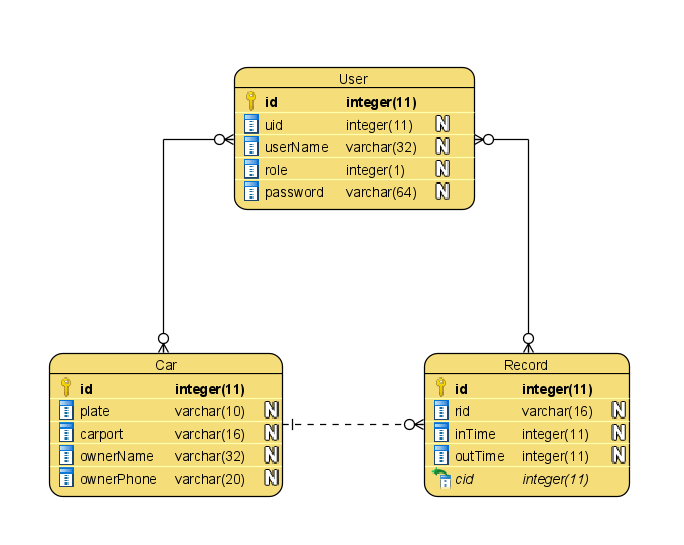 User
id integer(11)
uid integer(11) N
userName varchar(32) N
role integer(1) N
password varchar(64) N
Car
id integer(11)
plate varchar(10) N
carport varchar(16) N
ownerName varchar(32) N
ownerPhone varchar(20) N
Record
id integer(11)
rid varchar(16) N
inTime integer(11) N
outTime integer(11) N
cid integer(11)